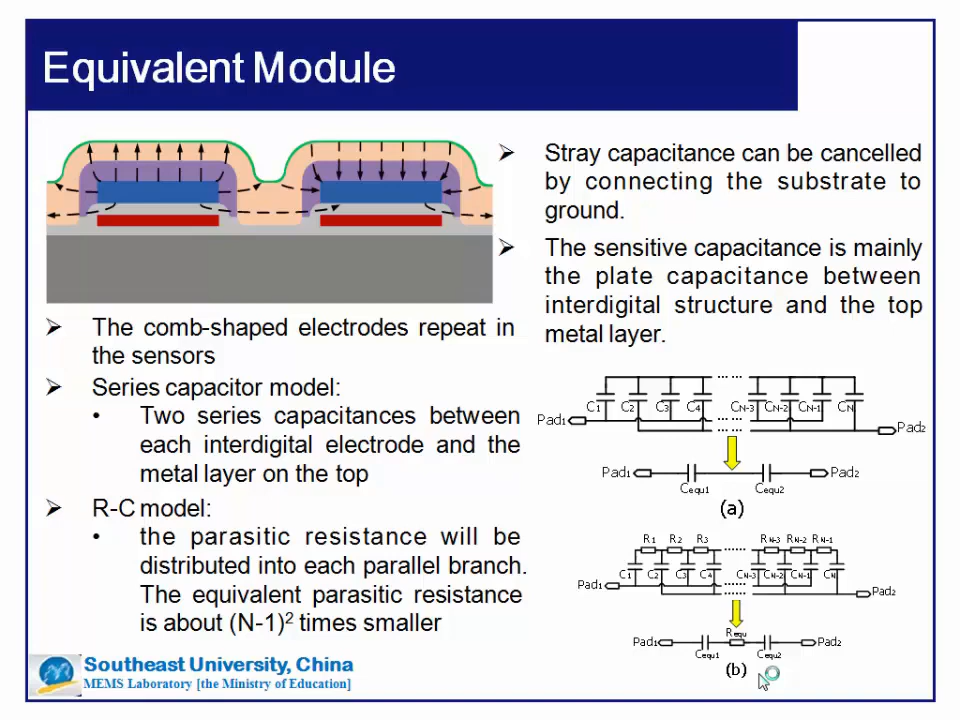 Equivalent Module
Stray capacitance can be cancelled
by connecting the substrate to
ground.
The sensitive capacitance is mainly
the plate capacitance between
interdigital structure and the top
metal layer.
The comb-shaped electrodes repeat in
the sensors
Series capacitor model:
Two series capacitances between
each interdigital electrode and the
metal layer on the top
R-C model:
the parasitic resistance will be
distributed into each parallel branch.
The equivalent parasitic resistance
is about (N-1)² times smaller
C1 C2 C3 C4 ...... CN-3 CN-2 CN-1 CN
Pad1 Pad2
Pad1 Cequ1 Cequ2 Pad2
(a)
R1 R2 R3 ...... RN-3 RN-2 RN-1
C1 C2 C3 C4 CN-3 CN-2 CN-1 CN
Pad1 ...... Pad2
Requ
Pad1 Cequ1 Cequ2 Pad2
(b)
Southeast University, China
MEMS Laboratory [the Ministry of Education]